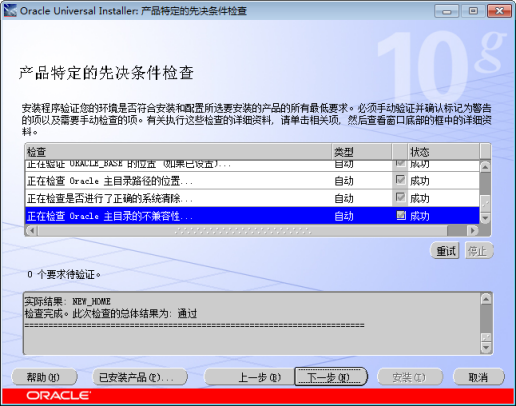 Oracle Universal Installer: 产品特定的先决条件检查
10g
产品特定的先决条件检查
安装程序验证您的环境是否符合安装和配置所选要安装的产品的所有最低要求。必须手动验证并确认标记为警告
的项以及需要手动检查的项。有关执行这些检查的详细资料, 请单击相关项, 然后查看窗口底部的框中的详细资
料。
检查 类型 状态
正在验证 ORACLE_BASE 的位置 (如果已设置)... 自动 成功
正在检查 Oracle 主目录路径的位置... 自动 成功
正在检查是否进行了正确的系统清除... 自动 成功
正在检查 Oracle 主目录的不兼容性... 自动 成功
重试 停止
0 个要求待验证。
实际结果: NEW_HOME
检查完成。此次检查的总体结果为: 通过
========================================================================
帮助(H) 已安装产品(P)... 上一步(B) 下一步(N) 安装(I) 取消
ORACLE